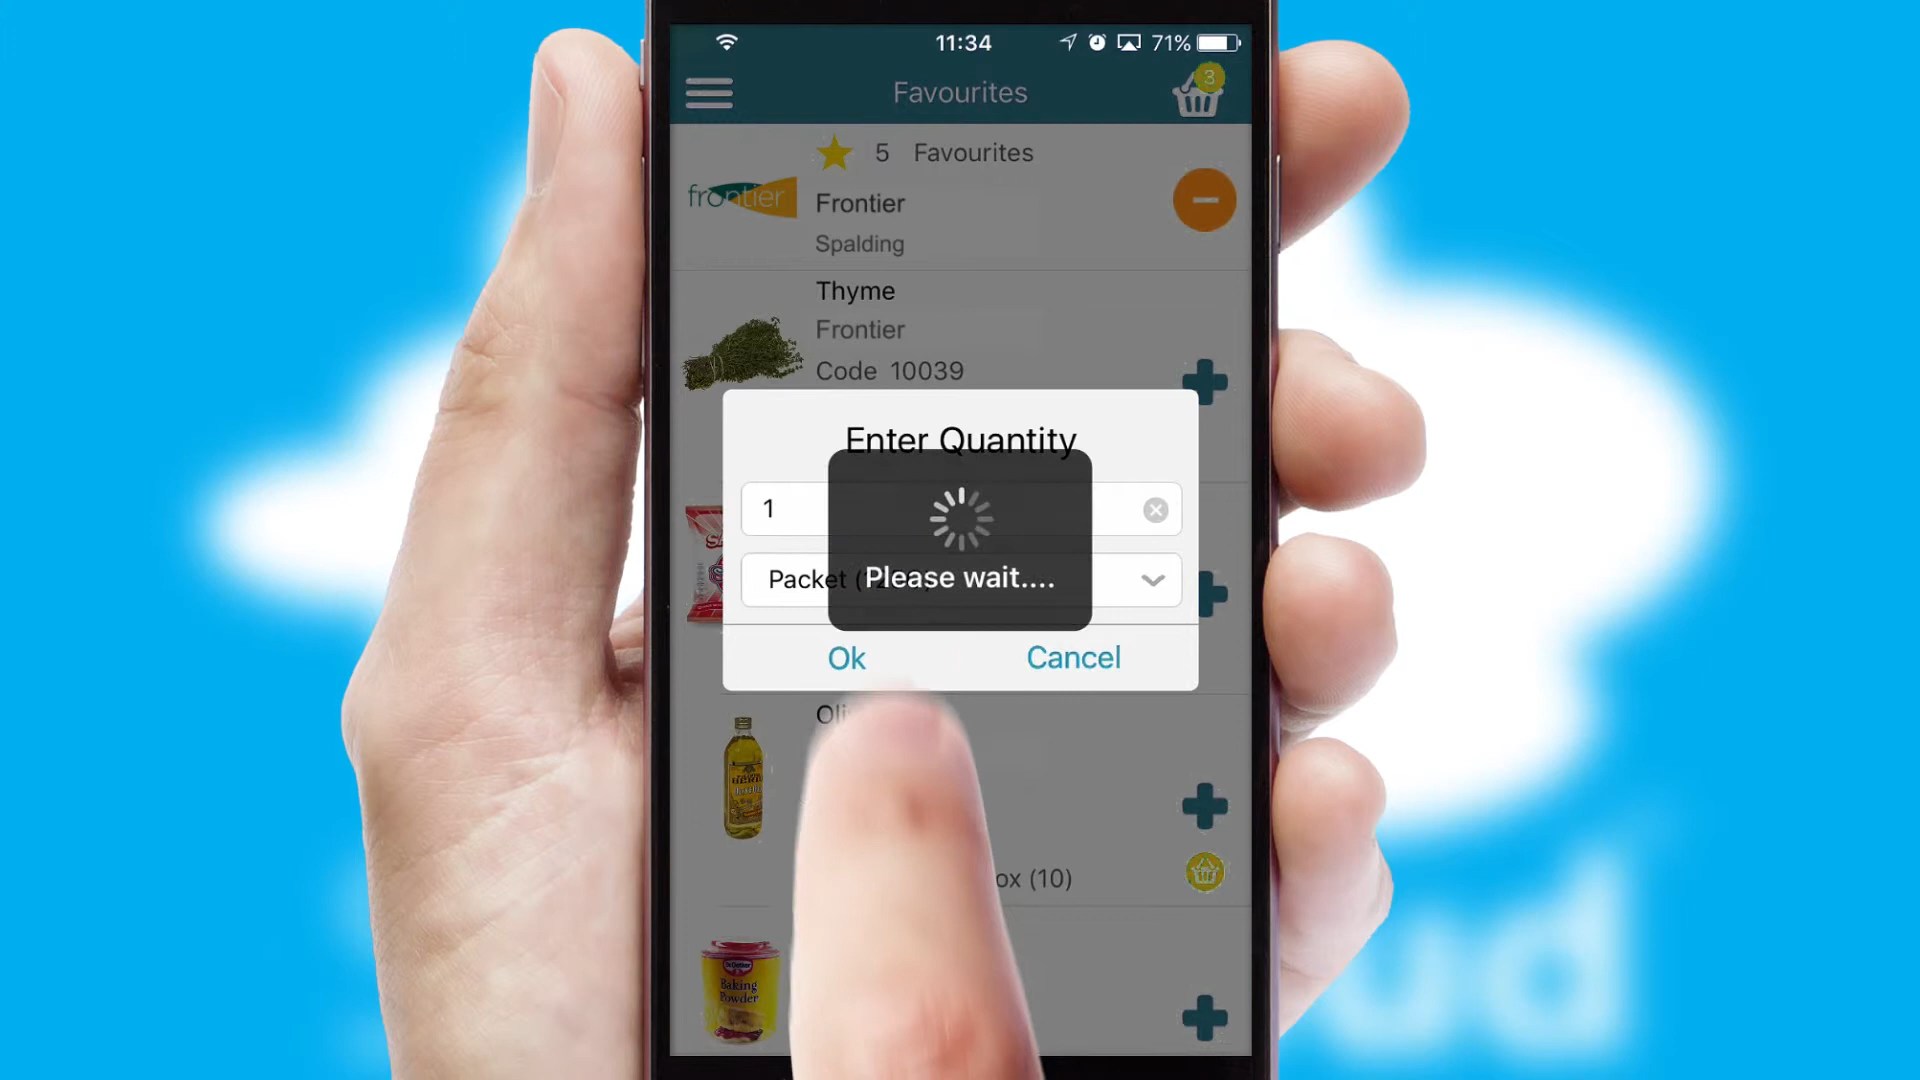 11:34
71%
Favourites
3
5 Favourites
frontier
Frontier
Spalding
Thyme
Frontier
Code 10039
Enter Quantity
1
Packet
Please wait....
Ok
Cancel
ox (10)
Baking
Powder
ud